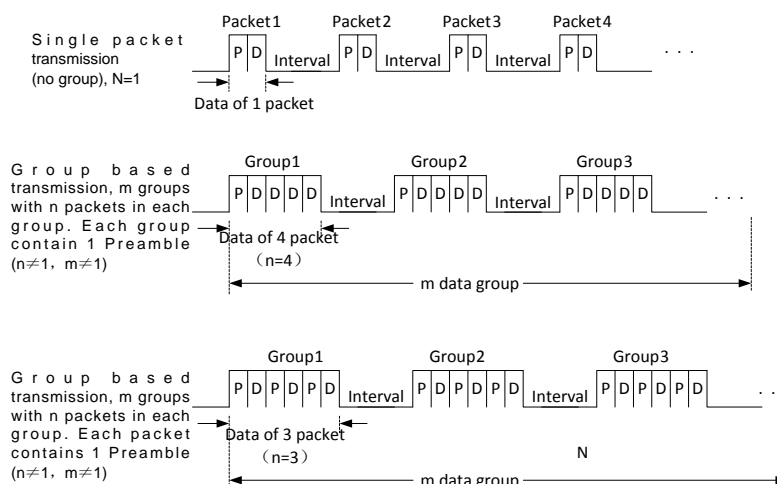 Packet1 Packet2 Packet3 Packet4
Single packet
transmission
(no group), N=1
P D Interval P D Interval P D Interval P D . . .
Data of 1 packet
Group1 Group2 Group3
Group based
transmission, m groups
with n packets in each
group. Each group
contain 1 Preamble
(n≠1, m≠1)
P D D D D Interval P D D D D Interval P D D D D . . .
Data of 4 packet
(n=4)
m data group
Group1 Group2 Group3
Group based
transmission, m groups
with n packets in each
group. Each packet
contains 1 Preamble
(n≠1, m≠1)
P D P D P D Interval P D P D P D Interval P D P D P D . .
Data of 3 packet
(n=3)
N
m data group